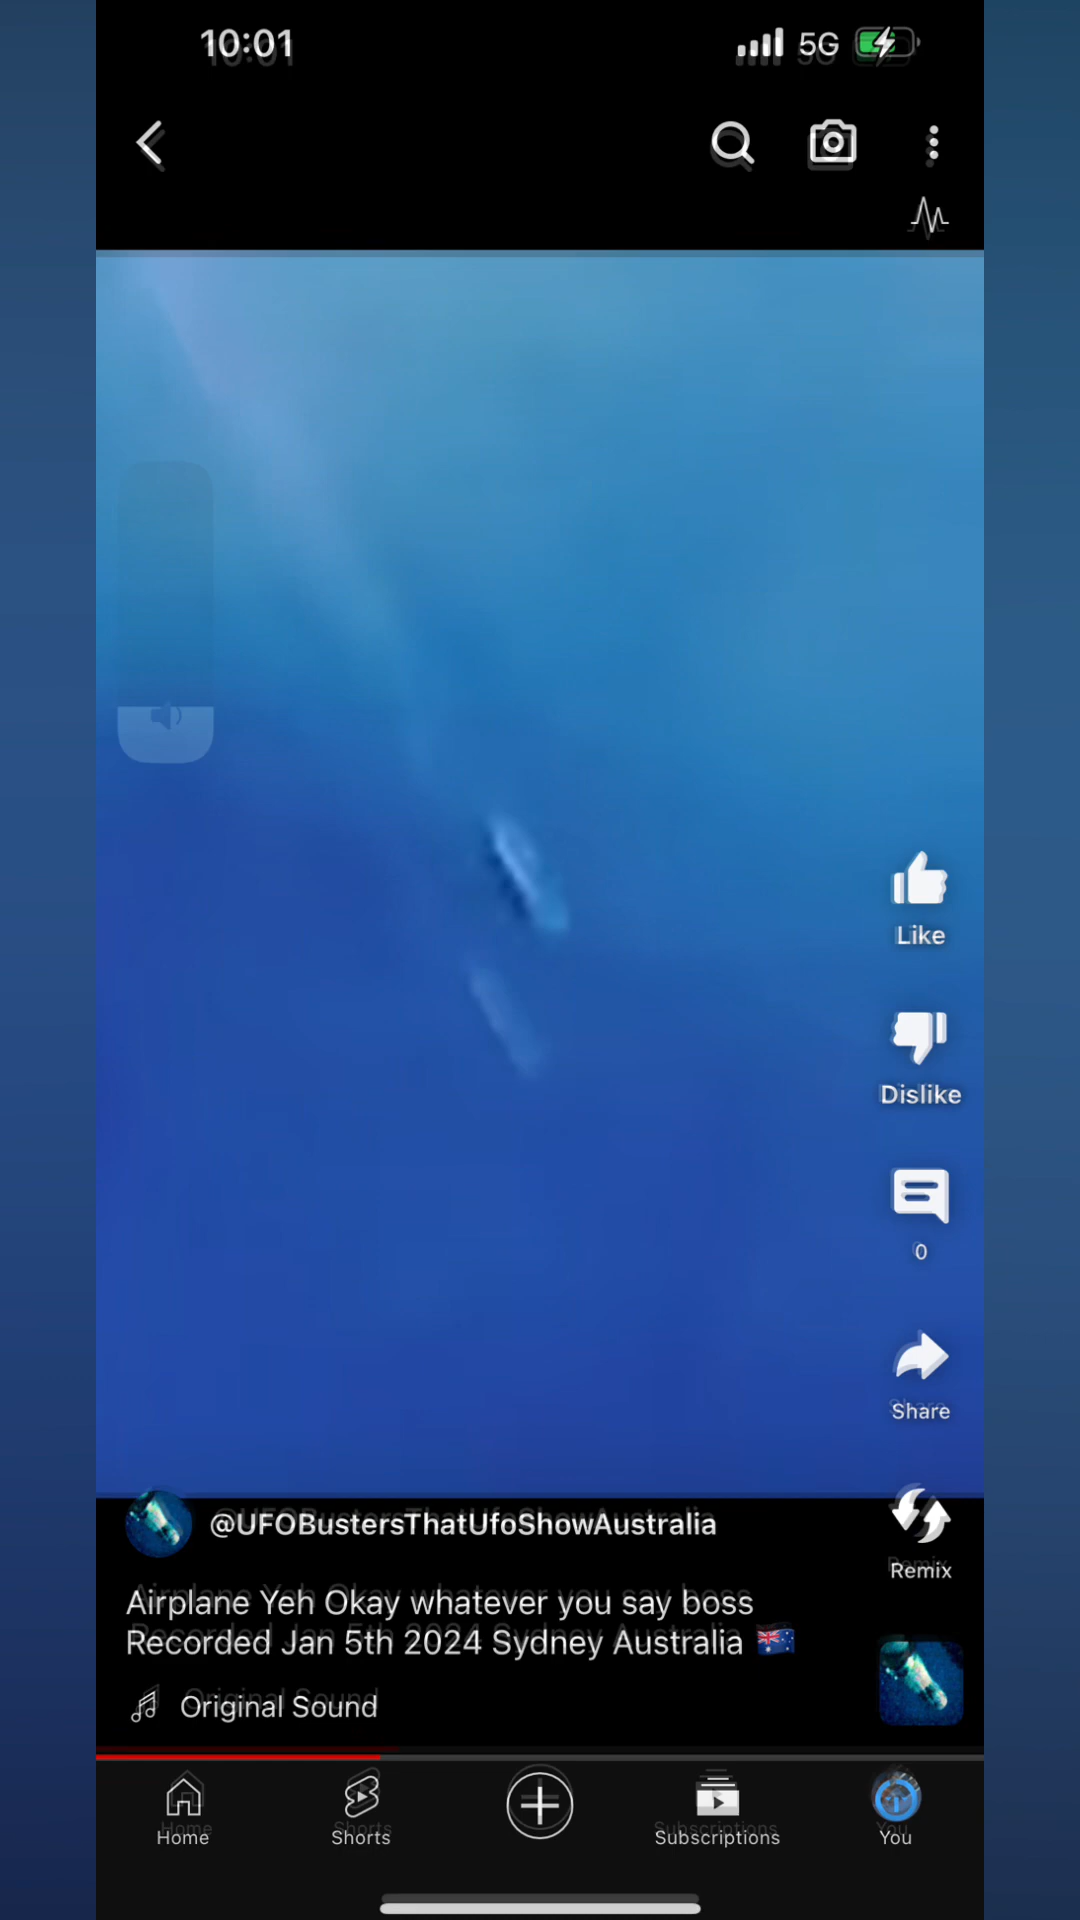 10:01
5G
Like
Dislike
0
Share
@UFOBustersThatUfoShowAustralia
Remix
Airplane Yeh Okay whatever you say boss
Recorded Jan 5th 2024 Sydney Australia 🇦🇺
Original Sound
Home
Shorts
Subscriptions
You